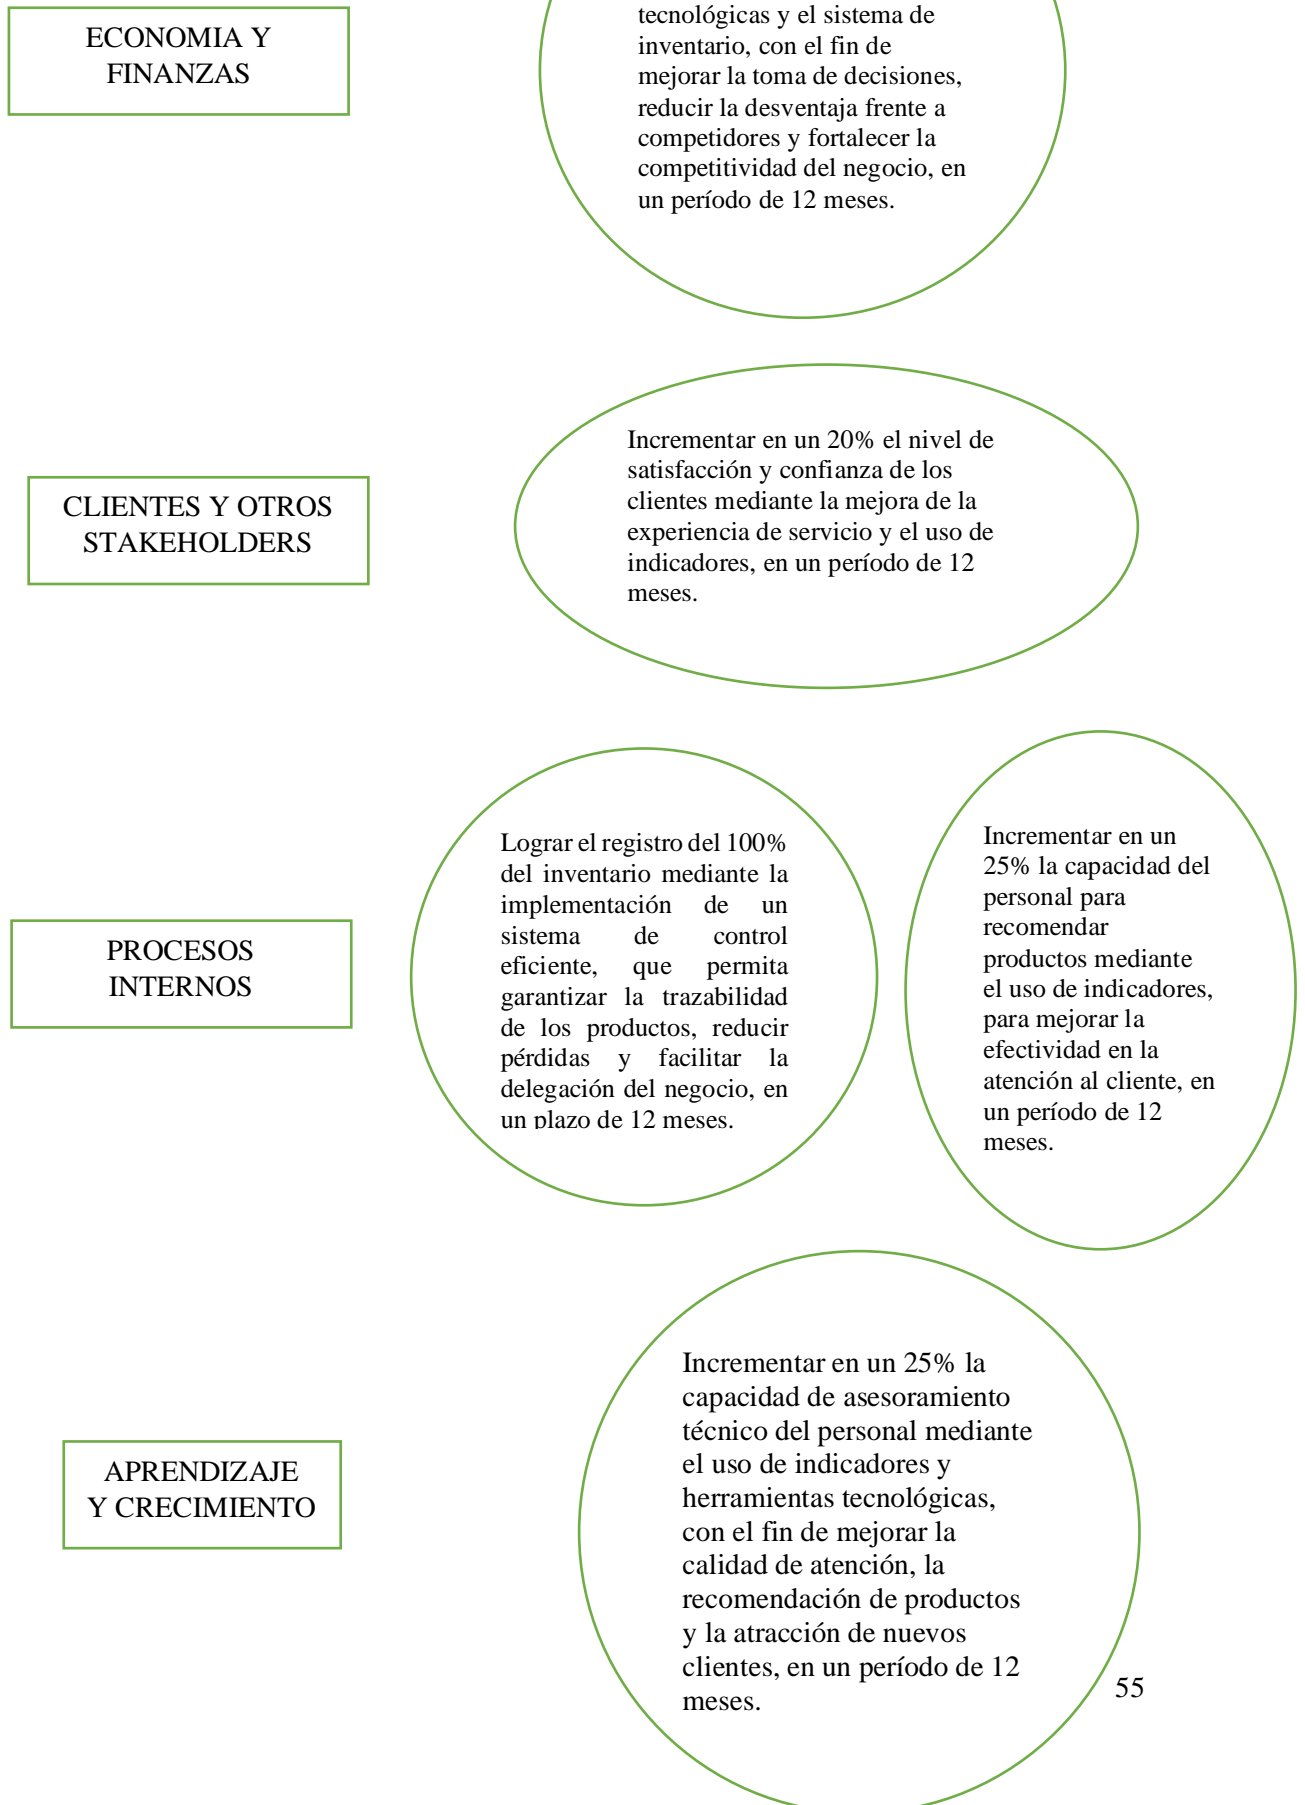 ECONOMIA Y
FINANZAS
tecnológicas y el sistema de
inventario, con el fin de
mejorar la toma de decisiones,
reducir la desventaja frente a
competidores y fortalecer la
competitividad del negocio, en
un período de 12 meses.
CLIENTES Y OTROS
STAKEHOLDERS
Incrementar en un 20% el nivel de
satisfacción y confianza de los
clientes mediante la mejora de la
experiencia de servicio y el uso de
indicadores, en un período de 12
meses.
PROCESOS
INTERNOS
Lograr el registro del 100%
del inventario mediante la
implementación de un
sistema de control
eficiente, que permita
garantizar la trazabilidad
de los productos, reducir
pérdidas y facilitar la
delegación del negocio, en
un plazo de 12 meses.
Incrementar en un
25% la capacidad del
personal para
recomendar
productos mediante
el uso de indicadores,
para mejorar la
efectividad en la
atención al cliente, en
un período de 12
meses.
APRENDIZAJE
Y CRECIMIENTO
Incrementar en un 25% la
capacidad de asesoramiento
técnico del personal mediante
el uso de indicadores y
herramientas tecnológicas,
con el fin de mejorar la
calidad de atención, la
recomendación de productos
y la atracción de nuevos
clientes, en un período de 12
meses.
55